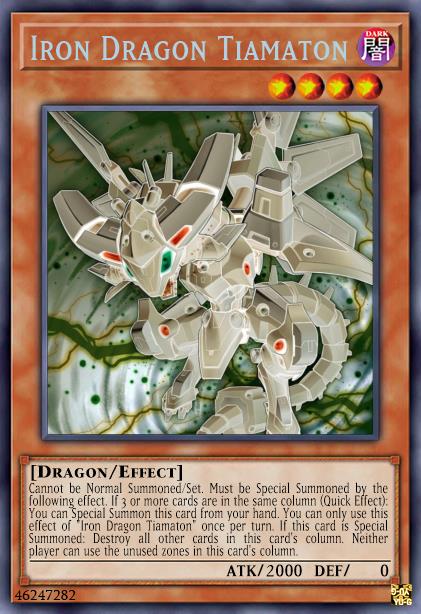 Iron Dragon Tiamaton
DARK
闇
[Dragon/Effect]
Cannot be Normal Summoned/Set. Must be Special Summoned by the
following effect. If 3 or more cards are in the same column (Quick Effect):
You can Special Summon this card from your hand. You can only use this
effect of "Iron Dragon Tiamaton" once per turn. If this card is Special
Summoned: Destroy all other cards in this card's column. Neither
player can use the unused zones in this card's column.
ATK/2000 DEF/ 0
46247282